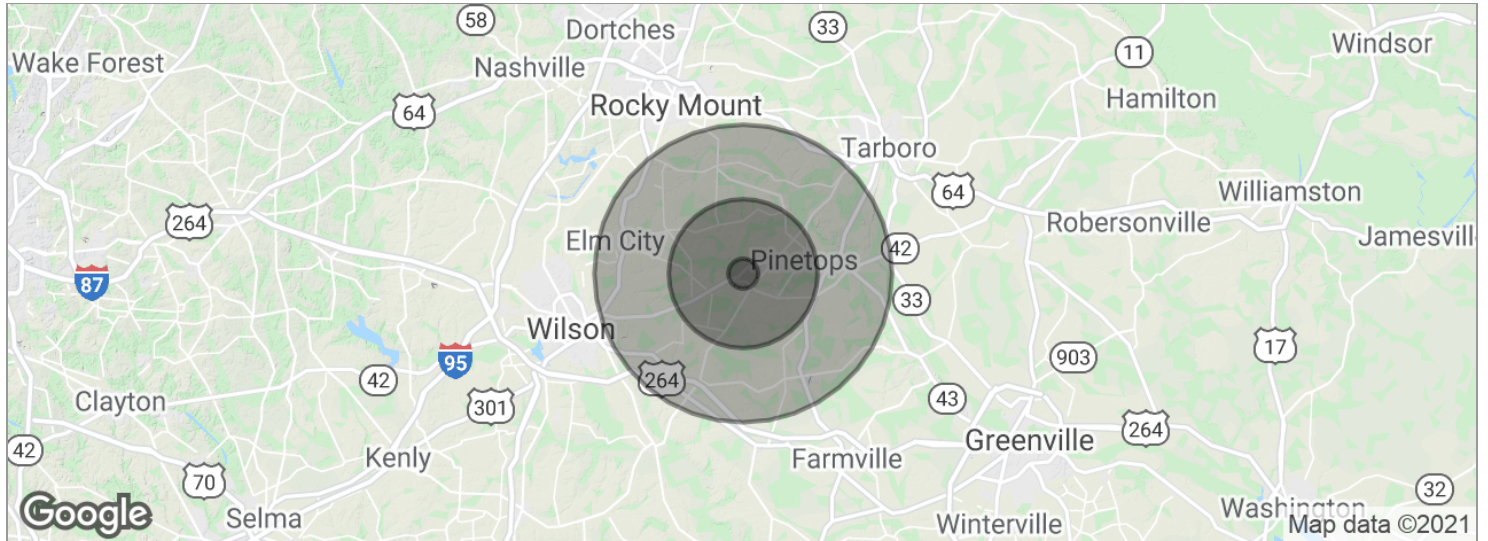 58
Dortches
33
Windsor
11
Wake Forest
Nashville
Hamilton
64
Rocky Mount
Tarboro
64
Williamston
264
Robersonville
Elm City
42
Jamesvill
Pinetops
87
33
Wilson
17
95
903
264
42
Clayton
301
43
264
Greenville
42
Kenly
Farmville
70
32
Google
Selma
Washington
Winterville
Map data ©2021